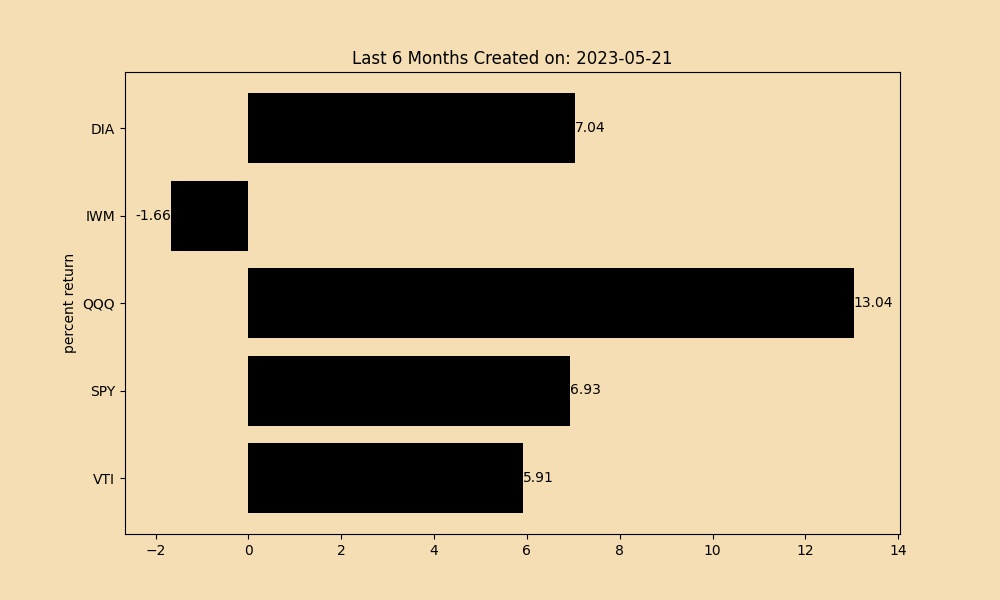 Last 6 Months Created on: 2023-05-21
DIA 7.04
IWM -1.66
QQQ 13.04
SPY 6.93
VTI 5.91
percent return
−2 0 2 4 6 8 10 12 14